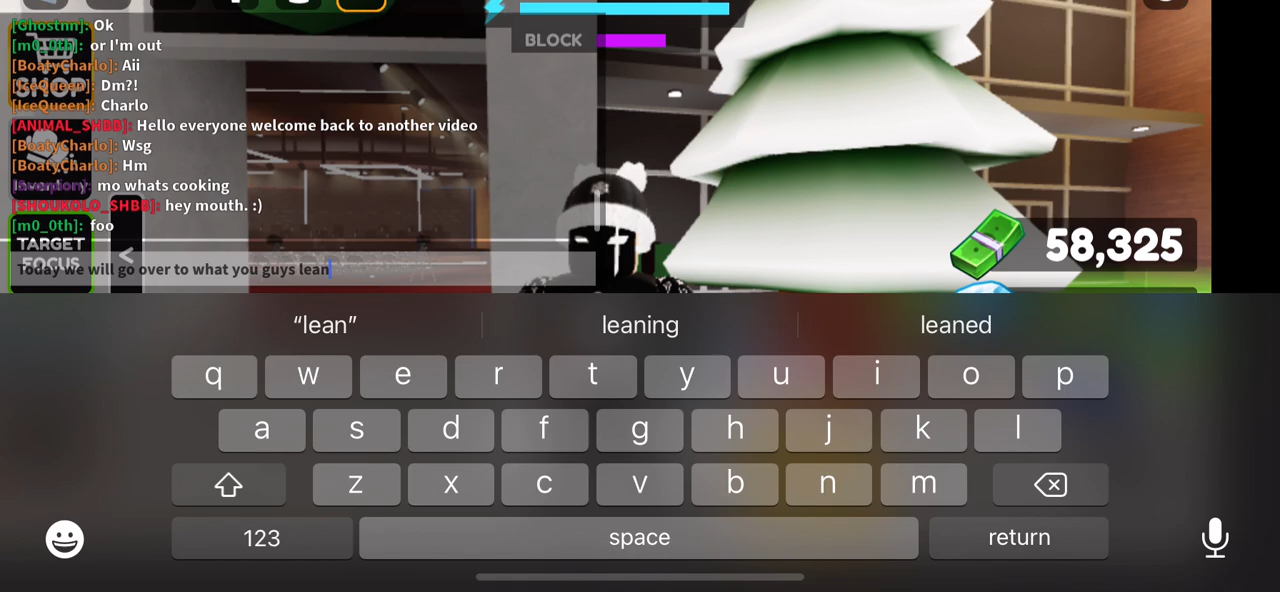 [Ghostnn]: Ok
[m0_0th]: or I'm out
[BoatyCharlo]: Aii
[IceQueen]: Dm?!
[IceQueen]: Charlo
[ANIMAL_SHBB]: Hello everyone welcome back to another video
[BoatyCharlo]: Wsg
[BoatyCharlo]: Hm
mo whats cooking
[SHOUKOLO_SHBB]: hey mouth. :)
[m0_0th]: foo
SHOP
TARGET
FOCUS
<
Today we will go over to what you guys lean
BLOCK
58,325
“lean” leaning leaned
q w e r t y u i o p
a s d f g h j k l
z x c v b n m
123 space return